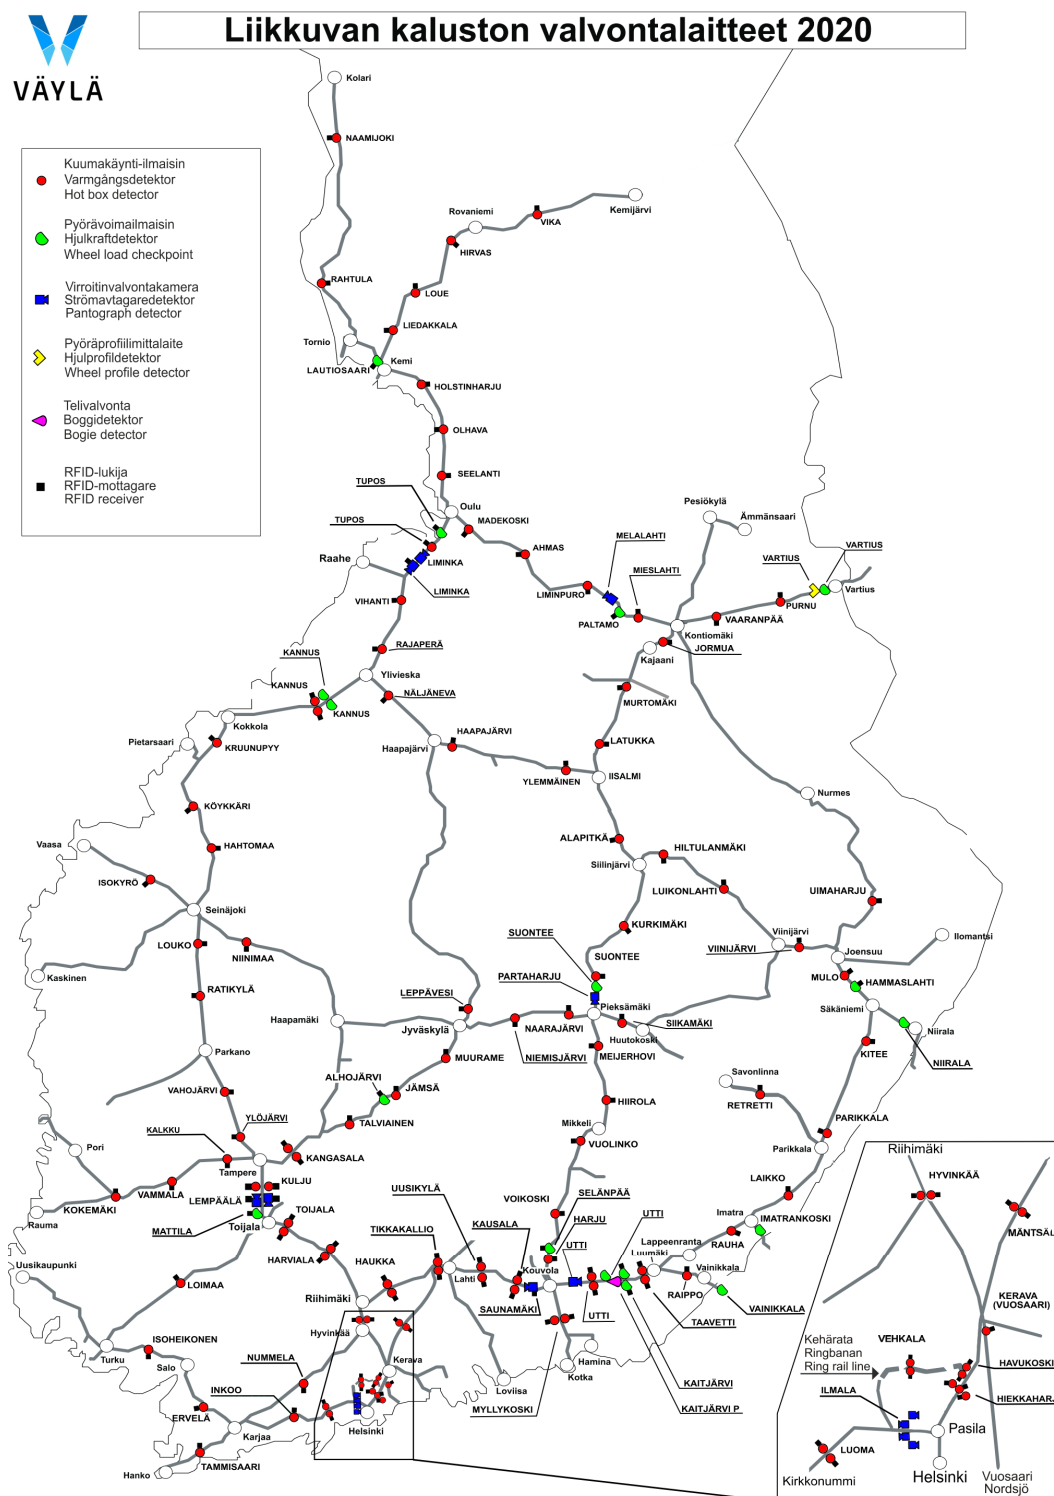 Liikkuvan kaluston valvontalaitteet 2020
VÄYLÄ
Kuumakäynti-ilmaisin
Varmgångsdetektor
Hot box detector
Pyörävoimailmaisin
Hjulkraftdetektor
Wheel load checkpoint
Virroitinvalvontakamera
Strömavtagaredetektor
Pantograph detector
Pyöräprofiilimittalaite
Hjulprofildetektor
Wheel profile detector
Telivalvonta
Boggidetektor
Bogie detector
RFID-lukija
RFID-mottagare
RFID receiver
Kolari
NAAMIJOKI
Rovaniemi
VIKA
Kemijärvi
HIRVAS
RAHTULA
LOUE
LIEDAKKALA
Tornio
LAUTIOSAARI
Kemi
HOLSTINHARJU
OLHAVA
SEELANTI
TUPOS
Oulu
TUPOS
MADEKOSKI
Pesiökylä
Ämmänsaari
Raahe
LIMINKA
AHMAS
MELALAHTI
VARTIUS
VARTIUS
LIMINKA
MIESLAHTI
VIHANTI
LIMINPURO
PALTAMO
Vartius
PURNU
VAARANPÄÄ
Kontiomäki
RAJAPERÄ
KANNUS
JORMUA
Kajaani
Ylivieska
KANNUS
NÄLJÄNEVA
KANNUS
MURTOMÄKI
Kokkola
Pietarsaari
KRUUNUPYY
HAAPAJÄRVI
Haapajärvi
LATUKKA
YLEMMÄINEN
IISALMI
Nurmes
KÖYKKÄRI
Vaasa
HAHTOMAA
ALAPITKÄ
Siilinjärvi
HILTULANMÄKI
ISOKYRÖ
LUIKONLAHTI
UIMAHARJU
Seinäjoki
LOUKO
NIINIMAA
KURKIMÄKI
SUONTEE
SUONTEE
Viinijärvi
VIINIJÄRVI
Ilomantsi
Joensuu
Kaskinen
PARTAHARJU
MULO
HAMMASLAHTI
RATIKYLÄ
LEPPÄVESI
Pieksämäki
Säkäniemi
Haapamäki
Jyväskylä
NAARAJÄRVI
SIIKAMÄKI
Huutokoski
Niirala
NIEMISJÄRVI
MEIJERHOVI
KITEE
NIIRALA
Parkano
MUURAME
ALHOJÄRVI
Savonlinna
VAHOJÄRVI
JÄMSÄ
HIIROLA
RETRETTI
YLÖJÄRVI
TALVIAINEN
Mikkeli
PARIKKALA
KALKKU
VUOLINKO
Parikkala
Pori
Tampere
KANGASALA
KULJU
VAMMALA
LEMPÄÄLÄ
UUSIKYLÄ
VOIKOSKI
SELÄNPÄÄ
LAIKKO
KOKEMÄKI
Rauma
TOIJALA
Toijala
MATTILA
TIKKAKALLIO
KAUSALA
HARJU
UTTI
Imatra
IMATRANKOSKI
RAUHA
HARVIALA
HAUKKA
UTTI
Lappeenranta
Luumäki
Kouvola
Lahti
Vainikkala
Uusikaupunki
LOIMAA
RAIPPO
SAUNAMÄKI
UTTI
TAAVETTI
VAINIKKALA
Riihimäki
Hyvinkää
ISOHEIKONEN
Turku
Salo
NUMMELA
Kerava
Hamina
Kotka
KAITJÄRVI
INKOO
Loviisa
MYLLYKOSKI
KAITJÄRVI P
ERVELÄ
Karjaa
Helsinki
TAMMISAARI
Hanko
Riihimäki
HYVINKÄÄ
MÄNTSÄL
KERAVA
(VUOSAARI)
Kehärata
Ringbanan
Ring rail line
VEHKALA
HAVUKOSKI
ILMALA
HIEKKAHARJ
Pasila
LUOMA
Kirkkonummi
Helsinki
Vuosaari
Nordsjö